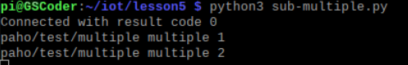 pi@GSCoder:~/iot/lesson5 $ python3 sub-multiple.py
Connected with result code 0
paho/test/multiple multiple 1
paho/test/multiple multiple 2